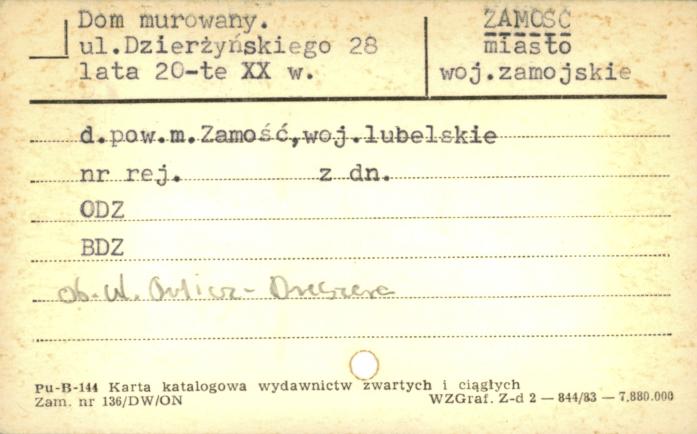 Dom murowany.
ul.Dzierżyńskiego 28
lata 20-te XX w.
ZAMOŚĆ
miasto
woj.zamojskie
d.pow.m.Zamość,woj.lubelskie
nr rej. z dn.
ODZ
BDZ
ob. ul. Orlicz-Dreszera
Pu-B-144 Karta katalogowa wydawnictw zwartych i ciągłych
Zam. nr 136/DW/ON WZGraf. Z-d 2 — 844/83 — 7.880.000